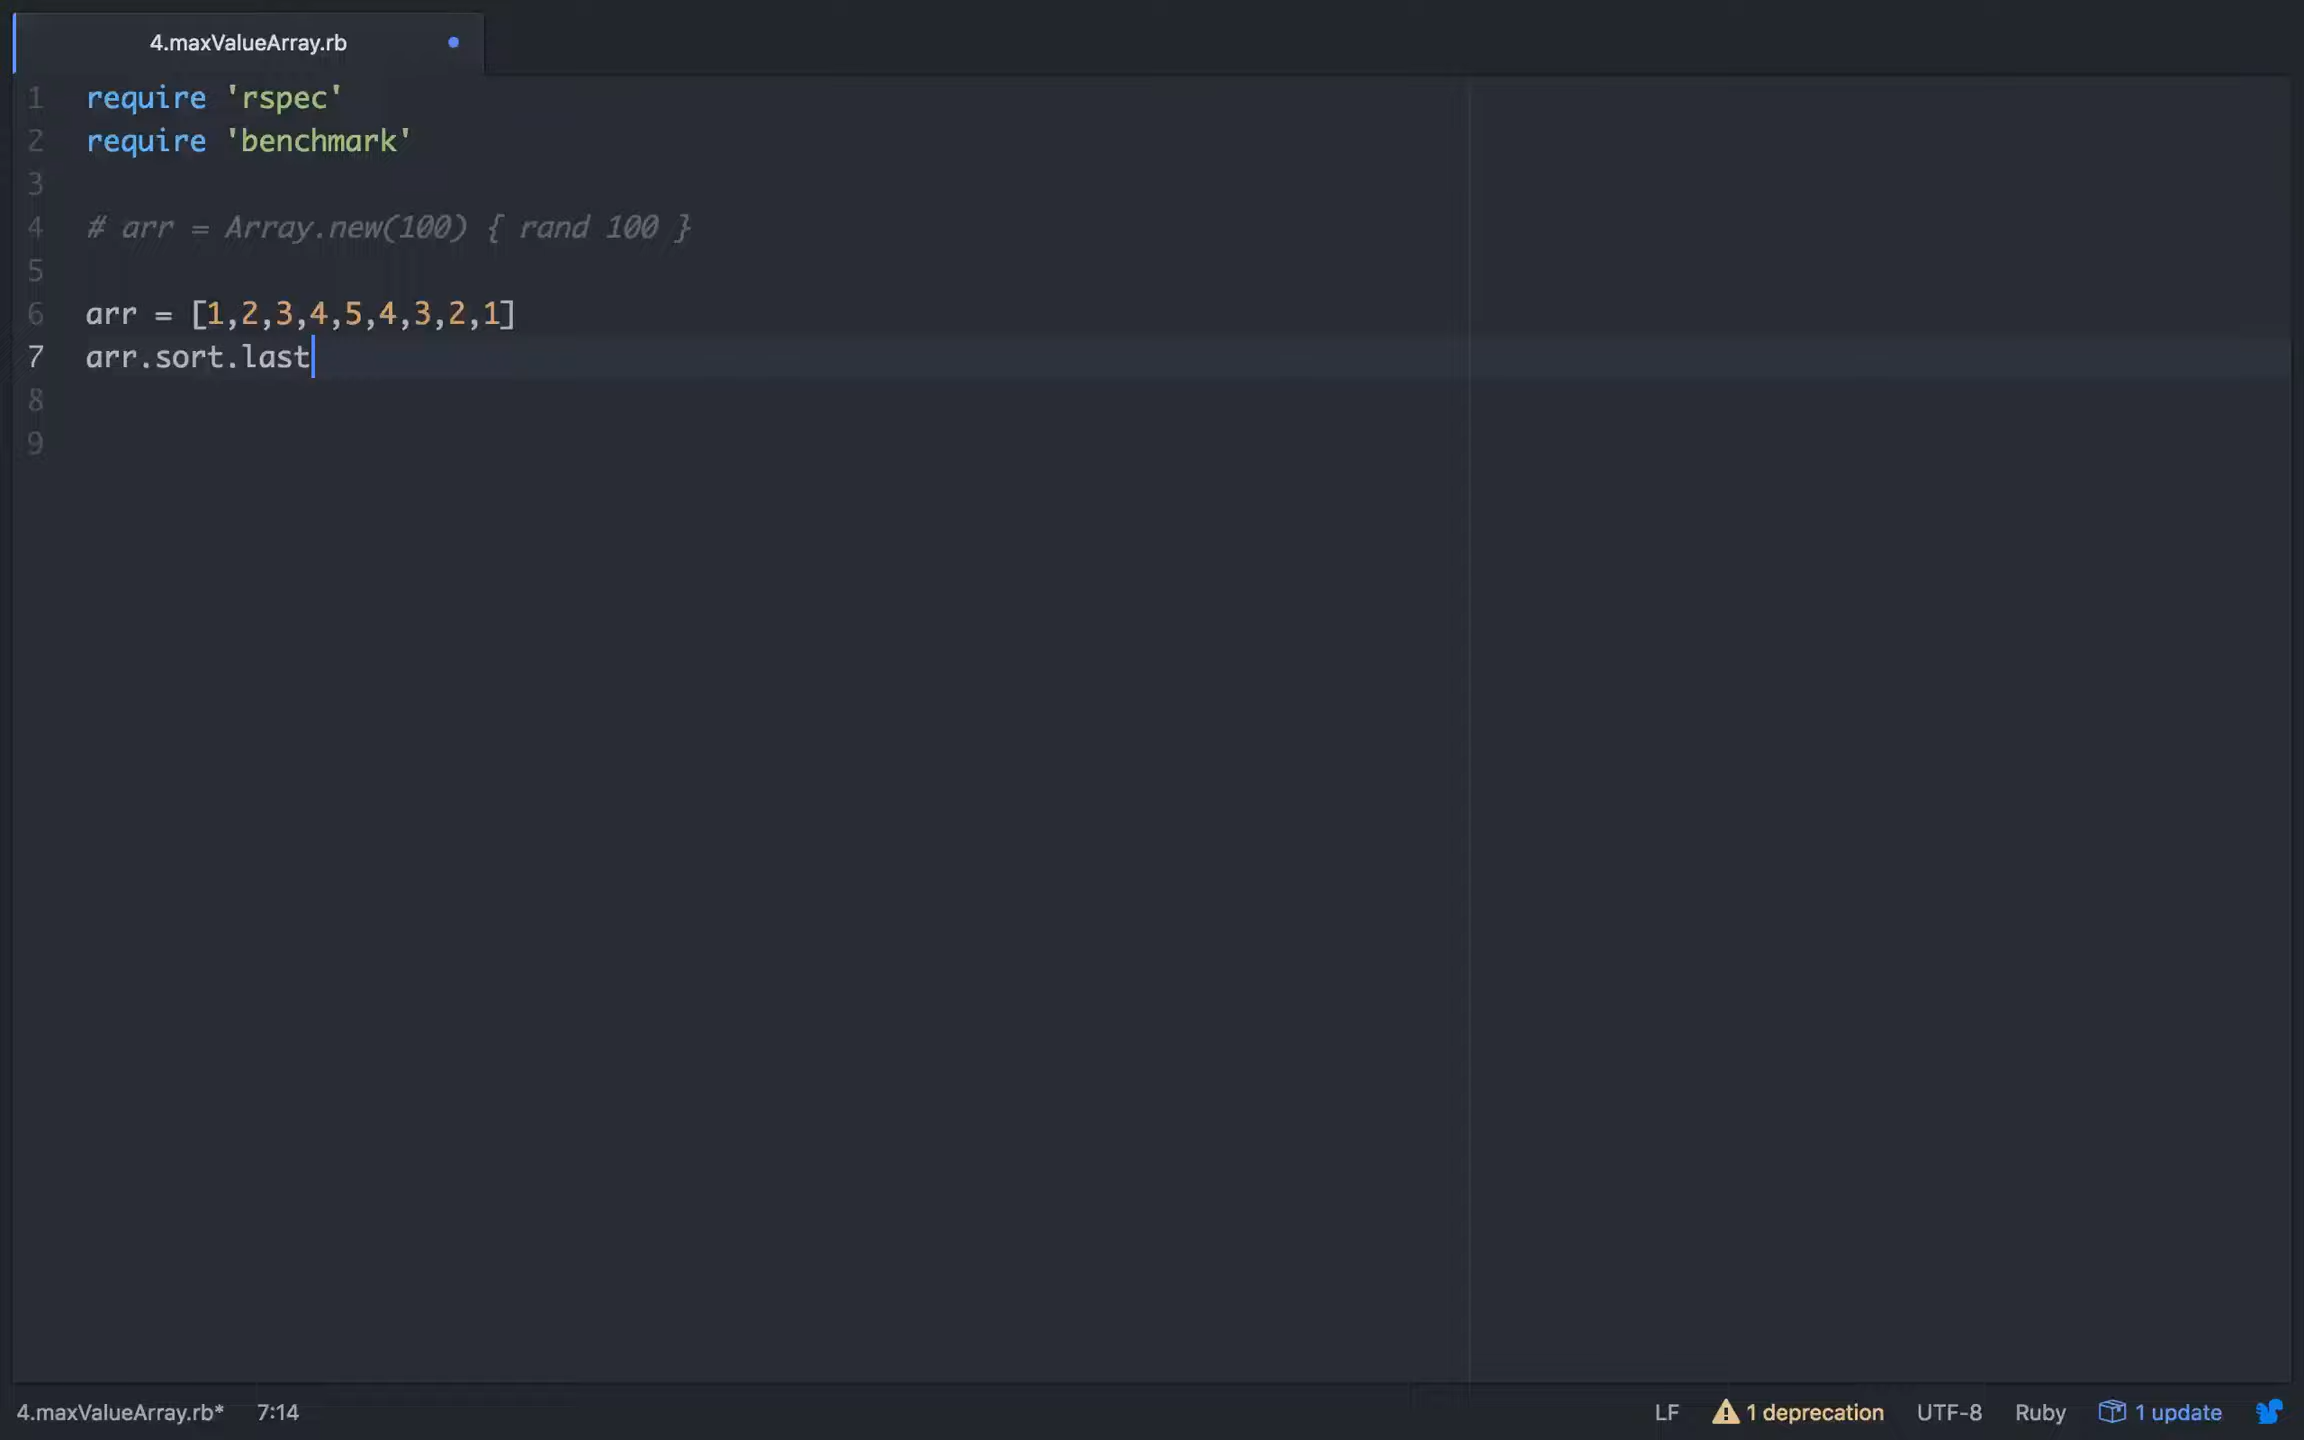 4.maxValueArray.rb
1 require 'rspec'
2 require 'benchmark'
3
4 # arr = Array.new(100) { rand 100 }
5
6 arr = [1,2,3,4,5,4,3,2,1]
7 arr.sort.last
8
9
4.maxValueArray.rb* 7:14 LF 1 deprecation UTF-8 Ruby 1 update